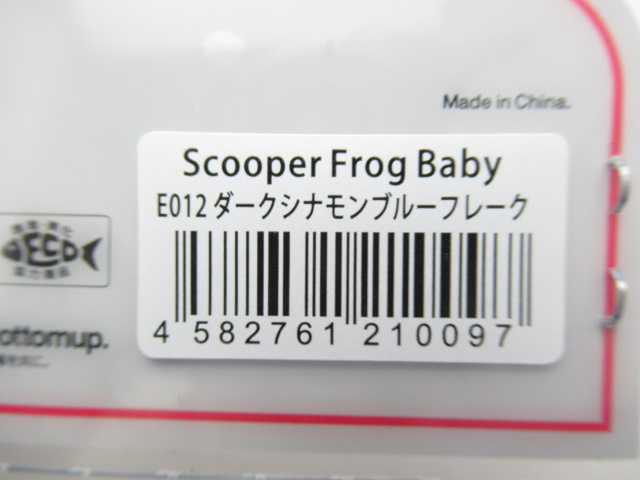 Made in China.
Scooper Frog Baby
E012 ダークシナモンブルーフレーク
ECO
4 582761 210097
ottomup.